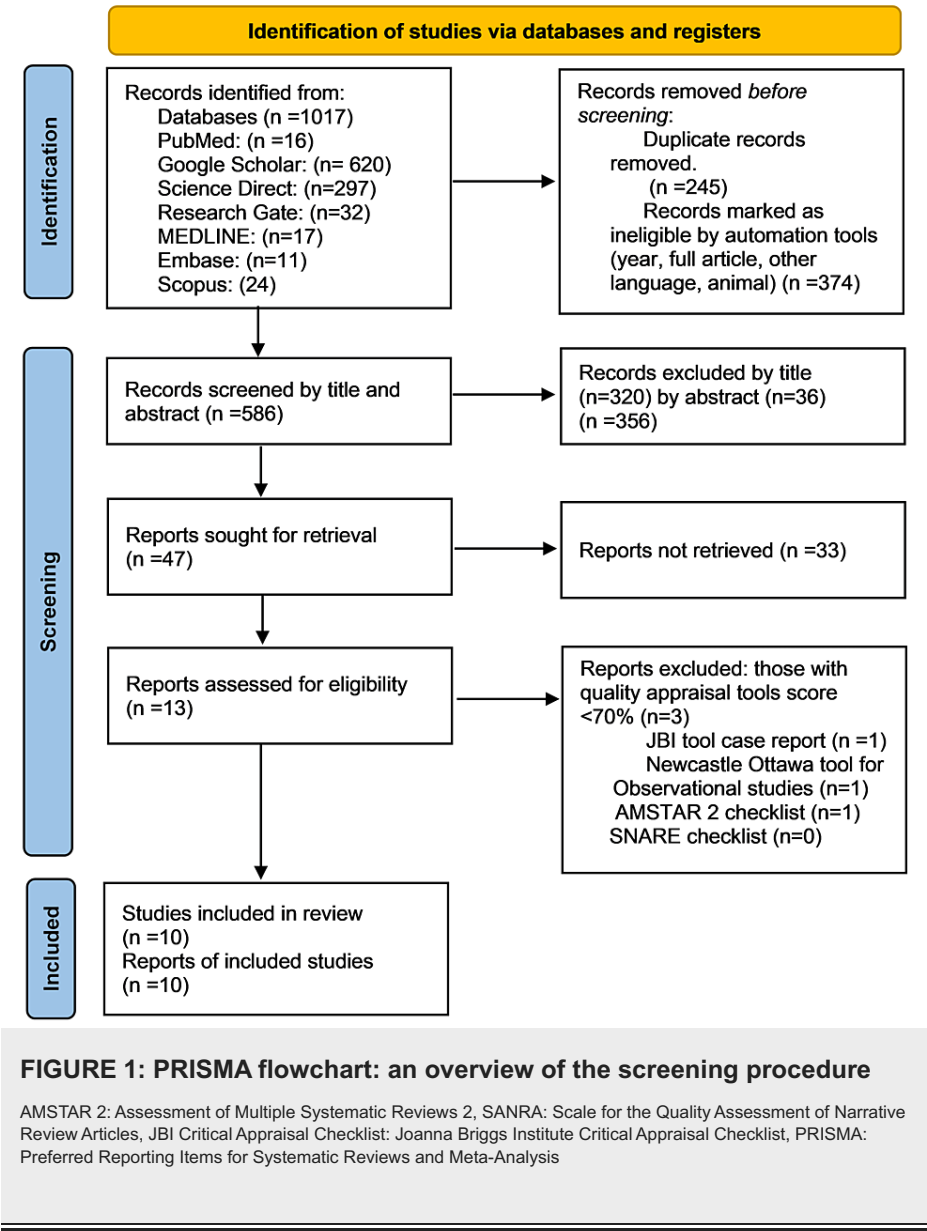 Identification of studies via databases and registers
Identification
Records identified from:
Databases (n =1017)
PubMed: (n =16)
Google Scholar: (n= 620)
Science Direct: (n=297)
Research Gate: (n=32)
MEDLINE: (n=17)
Embase: (n=11)
Scopus: (24)
Records removed before
screening:
Duplicate records
removed.
(n =245)
Records marked as
ineligible by automation tools
(year, full article, other
language, animal) (n =374)
Screening
Records screened by title and
abstract (n =586)
Records excluded by title
(n=320) by abstract (n=36)
(n =356)
Reports sought for retrieval
(n =47)
Reports not retrieved (n =33)
Reports assessed for eligibility
(n =13)
Reports excluded: those with
quality appraisal tools score
<70% (n=3)
JBI tool case report (n =1)
Newcastle Ottawa tool for
Observational studies (n=1)
AMSTAR 2 checklist (n=1)
SNARE checklist (n=0)
Included
Studies included in review
(n =10)
Reports of included studies
(n =10)
FIGURE 1: PRISMA flowchart: an overview of the screening procedure
AMSTAR 2: Assessment of Multiple Systematic Reviews 2, SANRA: Scale for the Quality Assessment of Narrative
Review Articles, JBI Critical Appraisal Checklist: Joanna Briggs Institute Critical Appraisal Checklist, PRISMA:
Preferred Reporting Items for Systematic Reviews and Meta-Analysis